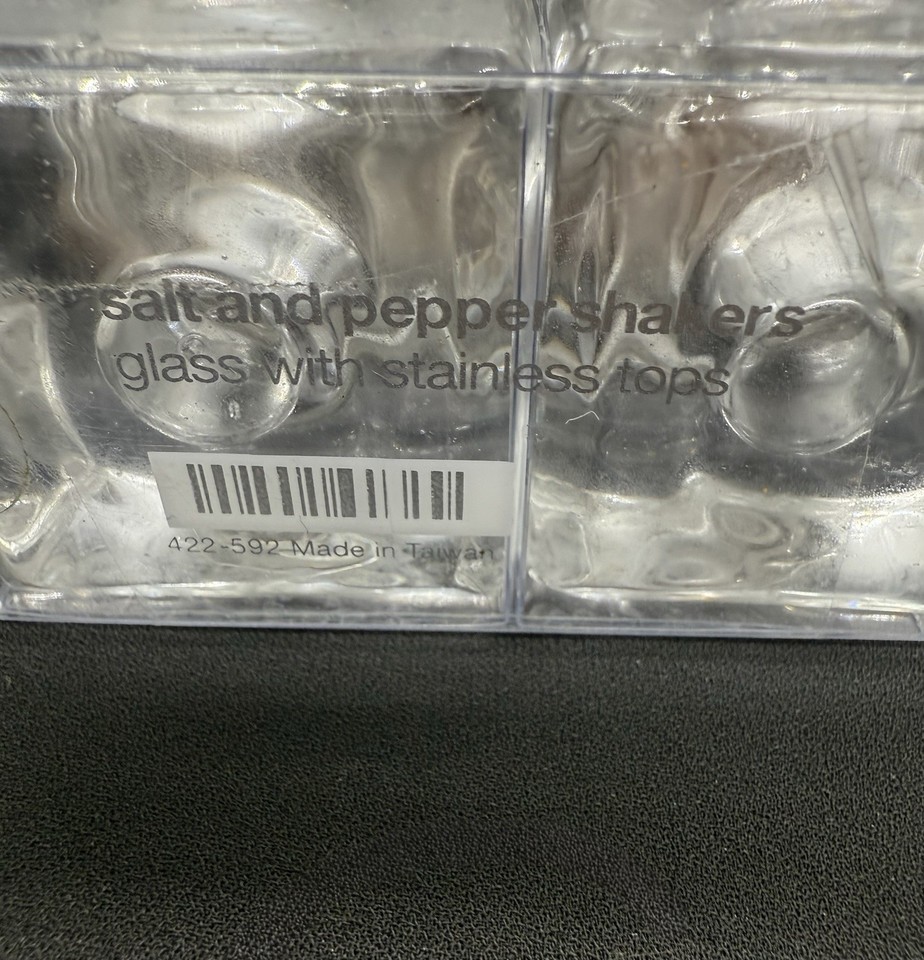 salt and pepper shakers
glass with stainless tops
422-592 Made in Taiwan